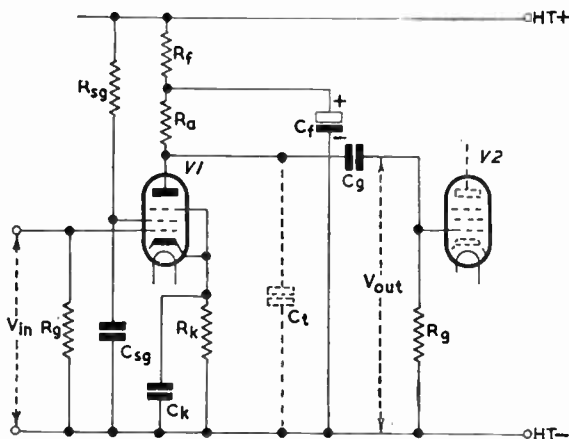 HT+
Rf
Rsg
Ra
+
Cf
-
V1
Cg
V2
Vin
Rg
Csg
Rk
Ck
Ct
Vout
Rg
HT-